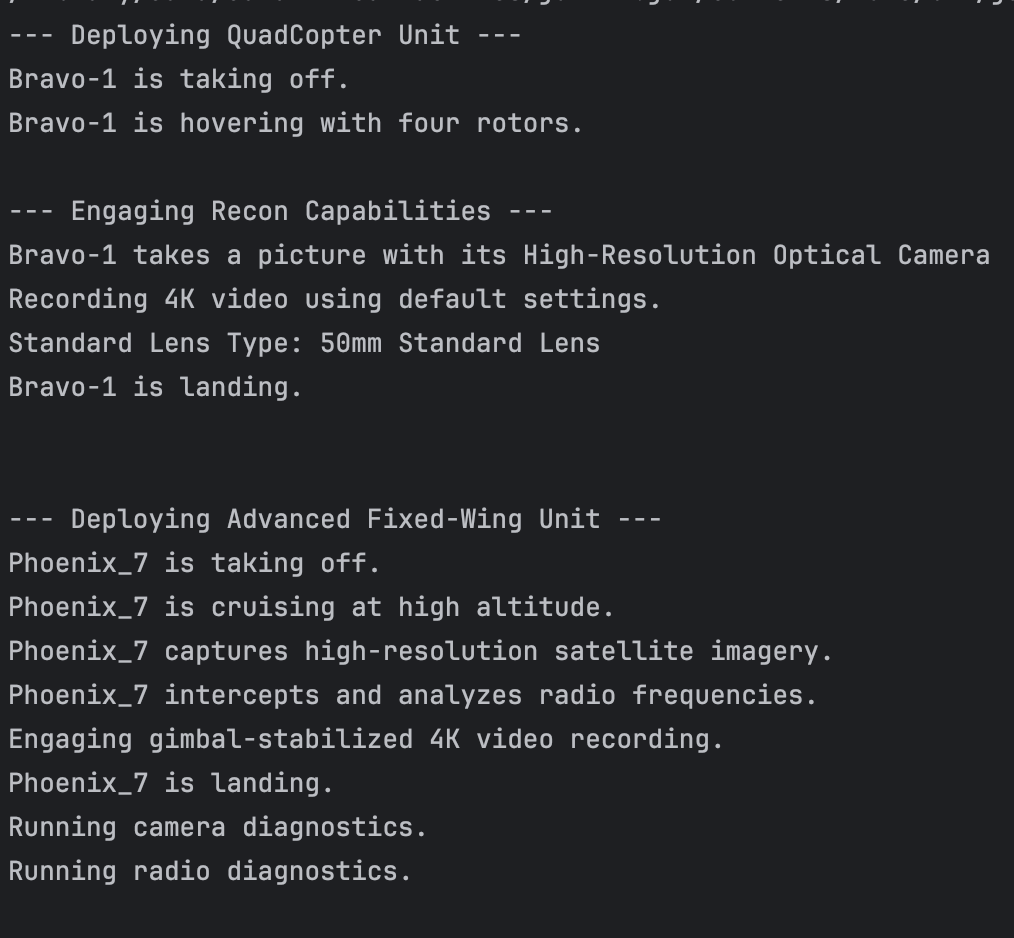 --- Deploying QuadCopter Unit ---
Bravo-1 is taking off.
Bravo-1 is hovering with four rotors.
--- Engaging Recon Capabilities ---
Bravo-1 takes a picture with its High-Resolution Optical Camera
Recording 4K video using default settings.
Standard Lens Type: 50mm Standard Lens
Bravo-1 is landing.
--- Deploying Advanced Fixed-Wing Unit ---
Phoenix_7 is taking off.
Phoenix_7 is cruising at high altitude.
Phoenix_7 captures high-resolution satellite imagery.
Phoenix_7 intercepts and analyzes radio frequencies.
Engaging gimbal-stabilized 4K video recording.
Phoenix_7 is landing.
Running camera diagnostics.
Running radio diagnostics.